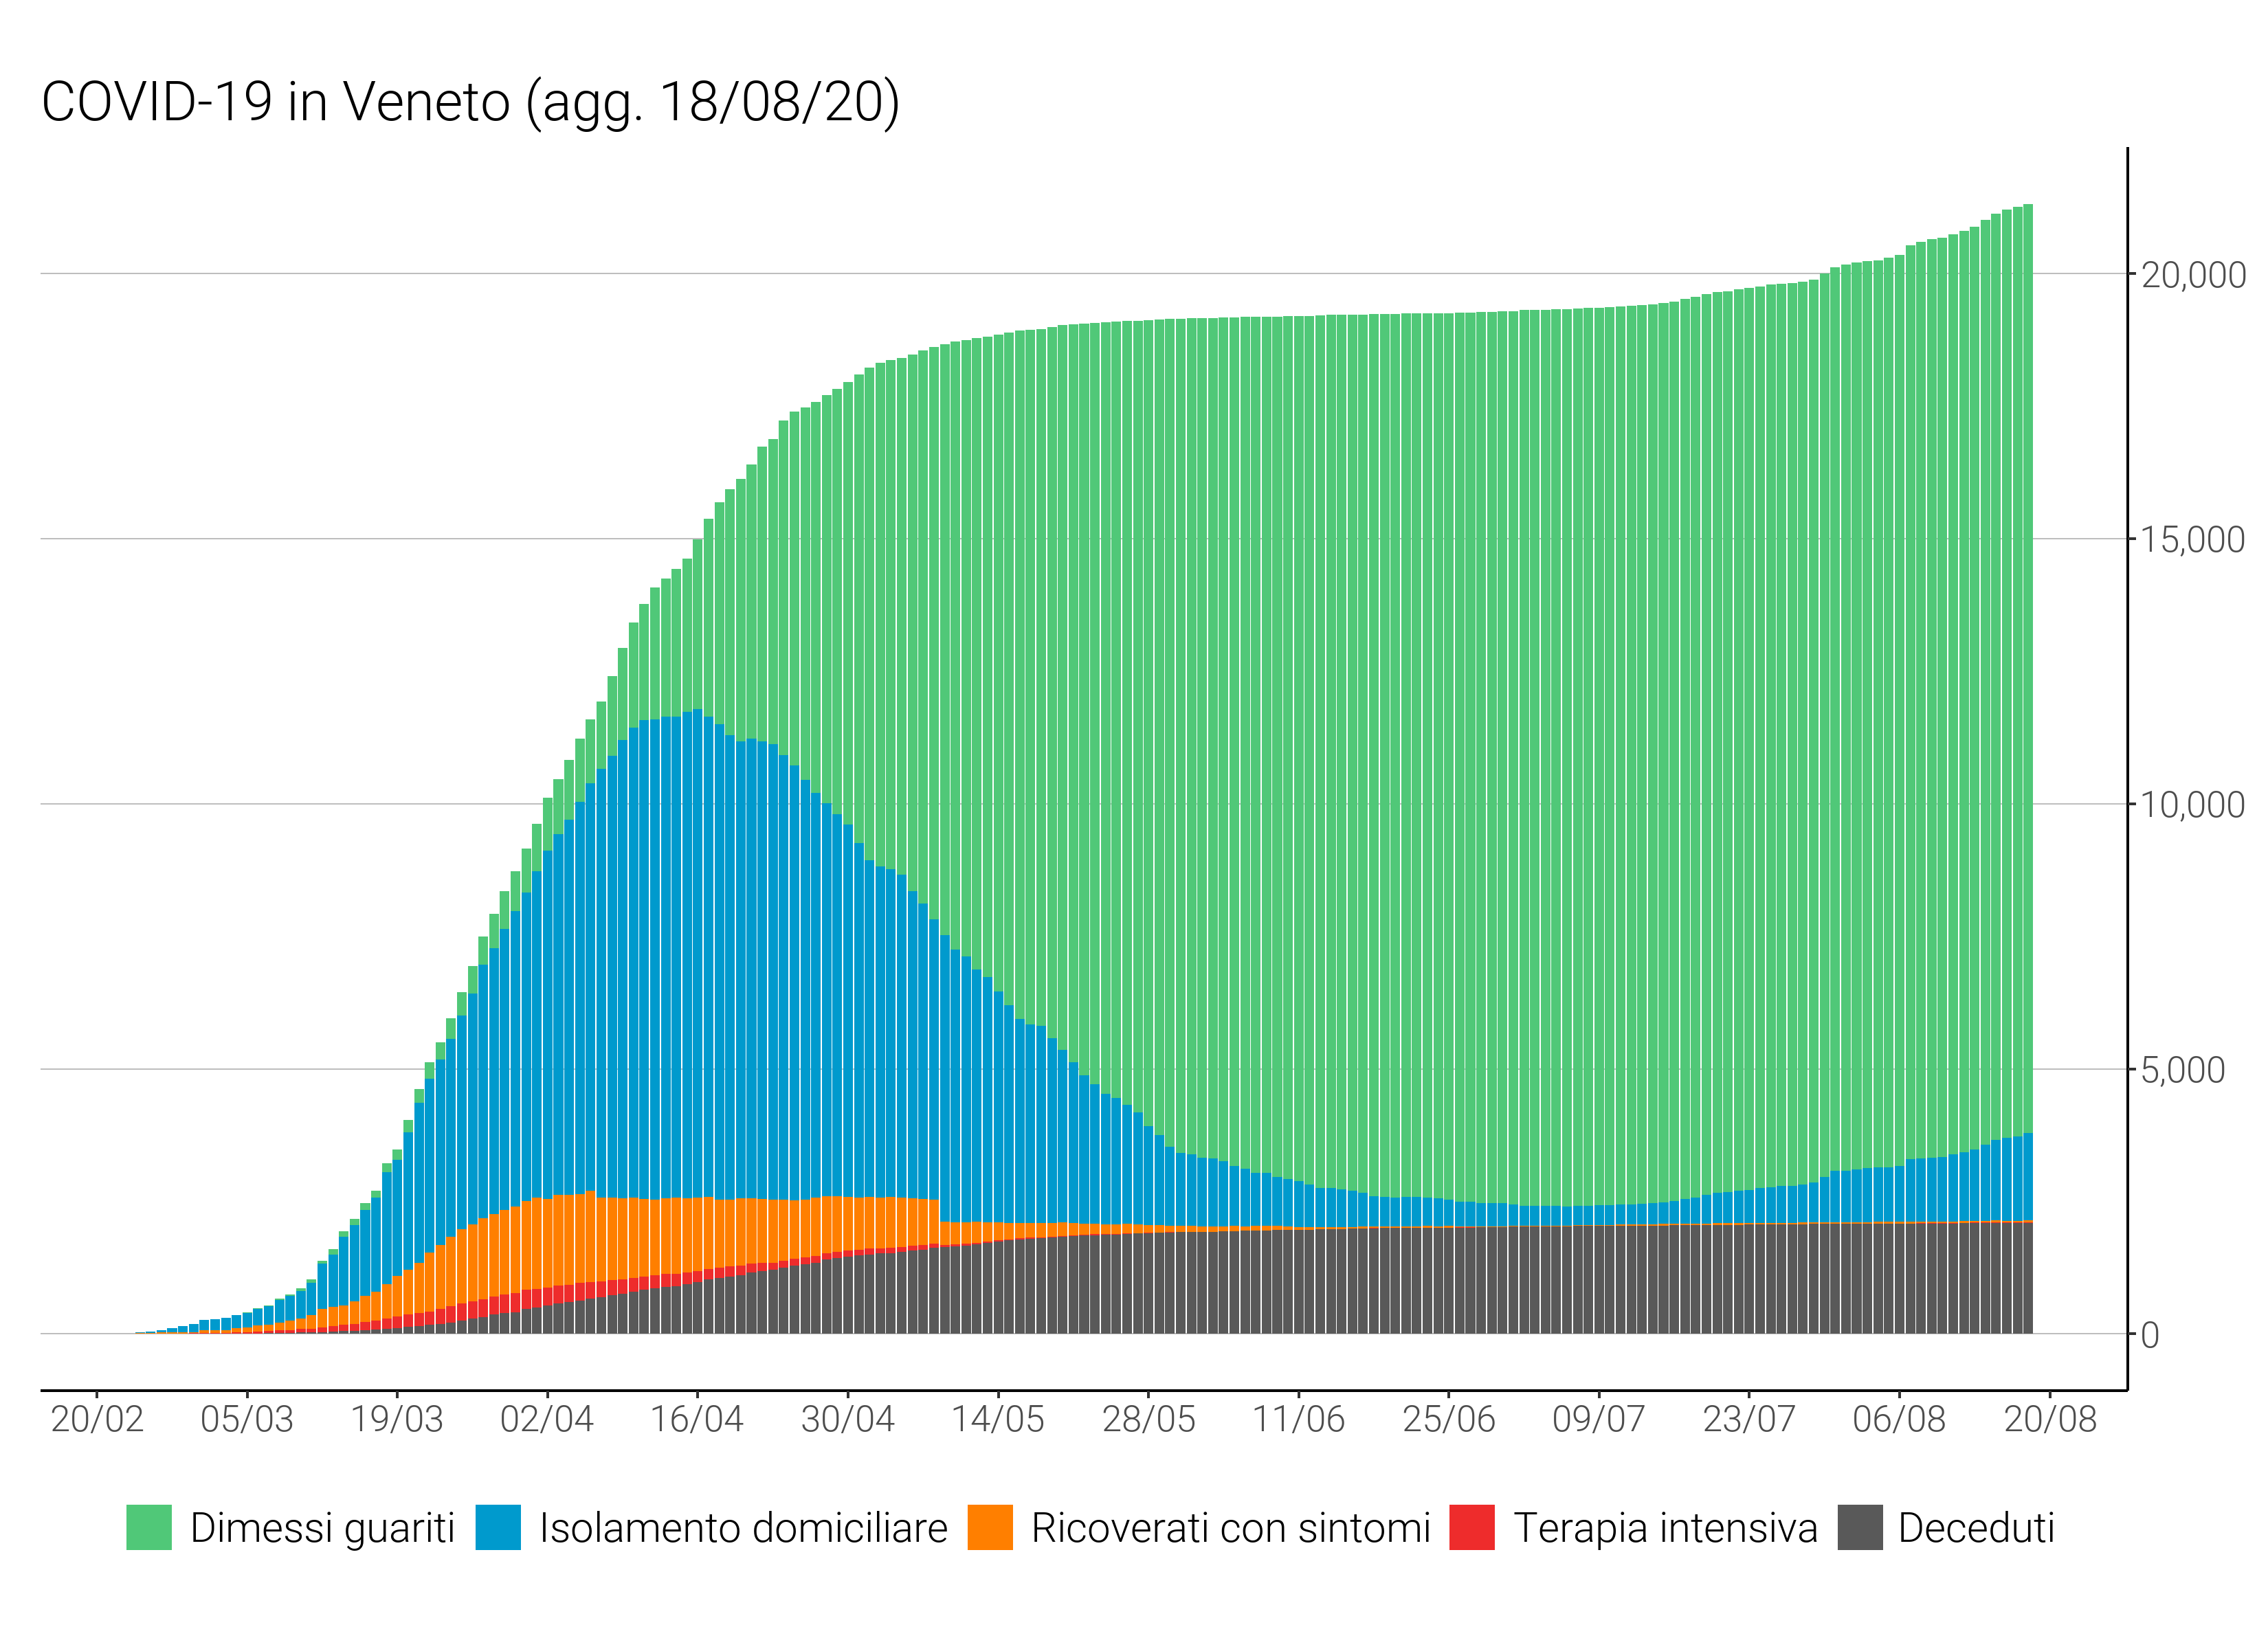 COVID-19 in Veneto (agg. 18/08/20)
20,000
15,000
10,000
5,000
0
20/02 05/03 19/03 02/04 16/04 30/04 14/05 28/05 11/06 25/06 09/07 23/07 06/08 20/08
Dimessi guariti Isolamento domiciliare Ricoverati con sintomi Terapia intensiva Deceduti